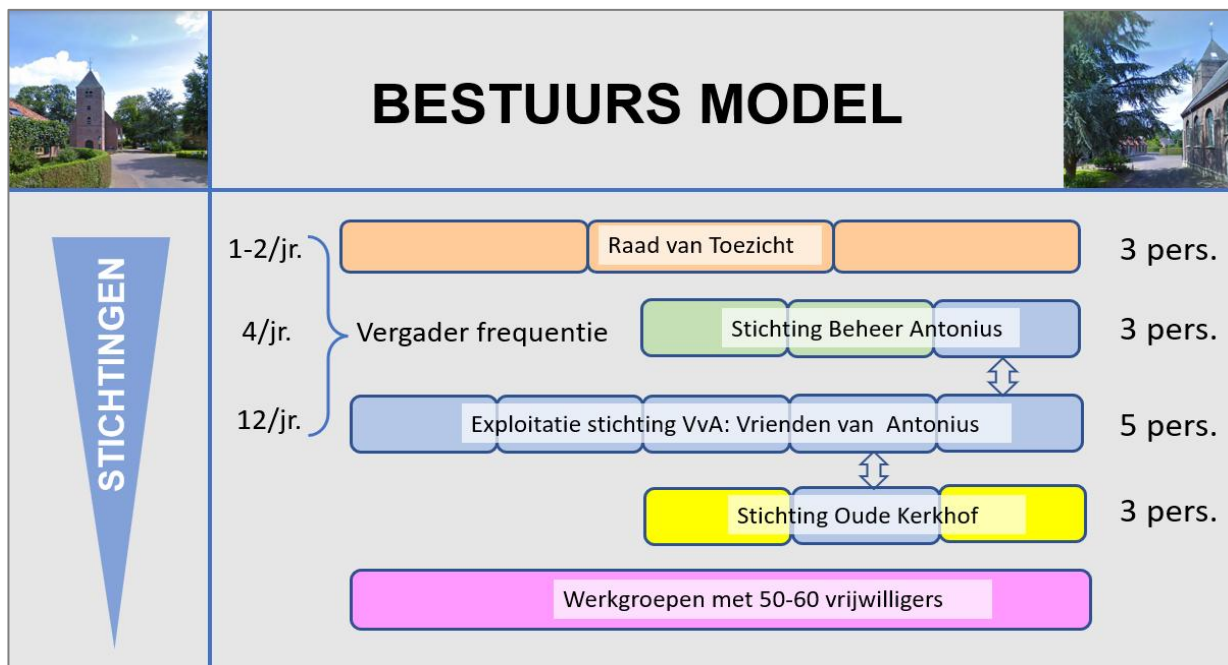 BESTUURS MODEL
STICHTINGEN
1-2/jr.
Raad van Toezicht
3 pers.
4/jr.
Vergader frequentie
Stichting Beheer Antonius
3 pers.
12/jr.
Exploitatie stichting VvA: Vrienden van Antonius
5 pers.
Stichting Oude Kerkhof
3 pers.
Werkgroepen met 50-60 vrijwilligers